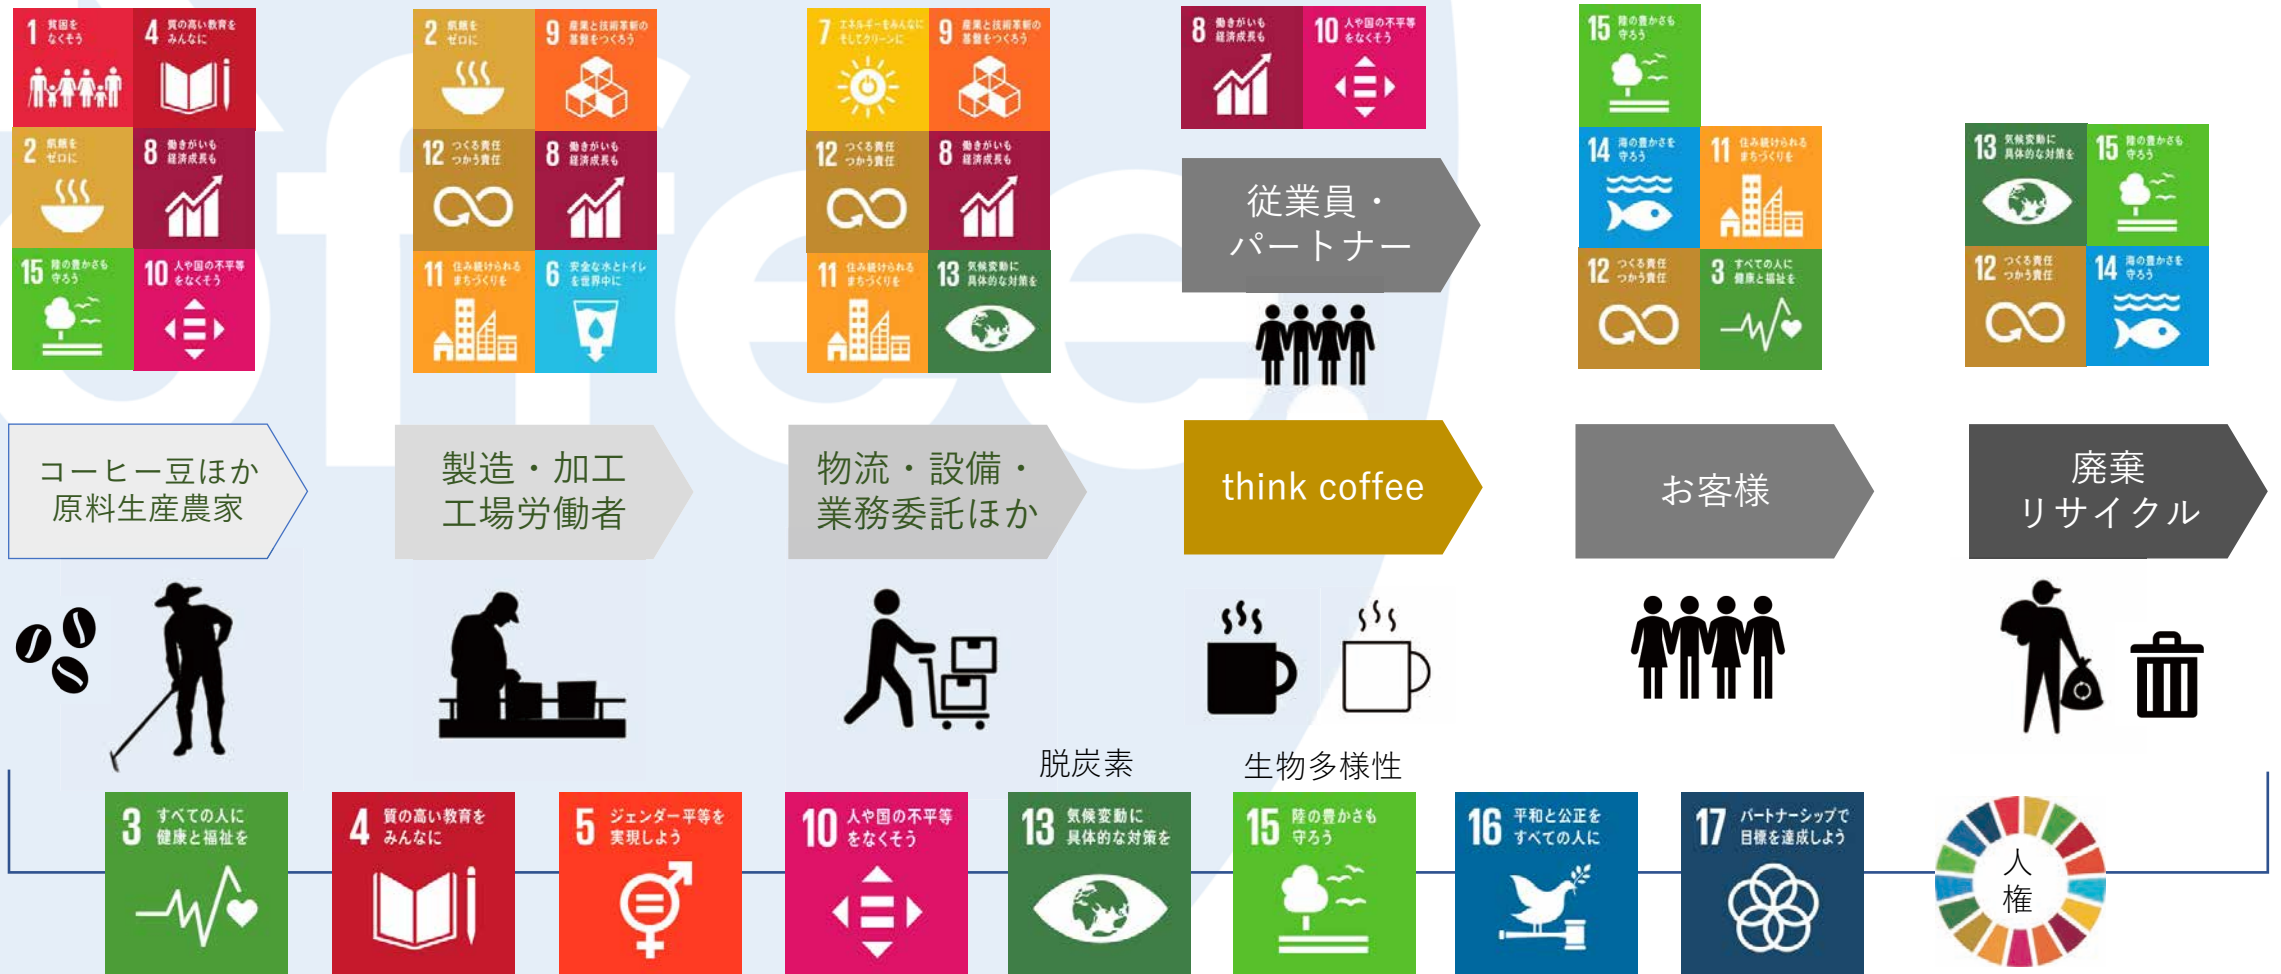 1 貧困を
なくそう
4 質の高い教育を
みんなに
2 飢餓を
ゼロに
8 働きがいも
経済成長も
15 陸の豊かさも
守ろう
10 人や国の不平等
をなくそう
2 飢餓を
ゼロに
9 産業と技術革新の
基盤をつくろう
12 つくる責任
つかう責任
8 働きがいも
経済成長も
11 住み続けられる
まちづくりを
6 安全な水とトイレ
を世界中に
7 エネルギーをみんなに
そしてクリーンに
9 産業と技術革新の
基盤をつくろう
12 つくる責任
つかう責任
8 働きがいも
経済成長も
11 住み続けられる
まちづくりを
13 気候変動に
具体的な対策を
8 働きがいも
経済成長も
10 人や国の不平等
をなくそう
従業員・
パートナー
15 陸の豊かさも
守ろう
14 海の豊かさを
守ろう
11 住み続けられる
まちづくりを
12 つくる責任
つかう責任
3 すべての人に
健康と福祉を
13 気候変動に
具体的な対策を
15 陸の豊かさも
守ろう
12 つくる責任
つかう責任
14 海の豊かさを
守ろう
offee.
コーヒー豆ほか
原料生産農家
製造・加工
工場労働者
物流・設備・
業務委託ほか
think coffee
お客様
廃棄
リサイクル
脱炭素
生物多様性
3 すべての人に
健康と福祉を
4 質の高い教育を
みんなに
5 ジェンダー平等を
実現しよう
10 人や国の不平等
をなくそう
13 気候変動に
具体的な対策を
15 陸の豊かさも
守ろう
16 平和と公正を
すべての人に
17 パートナーシップで
目標を達成しよう
人
権